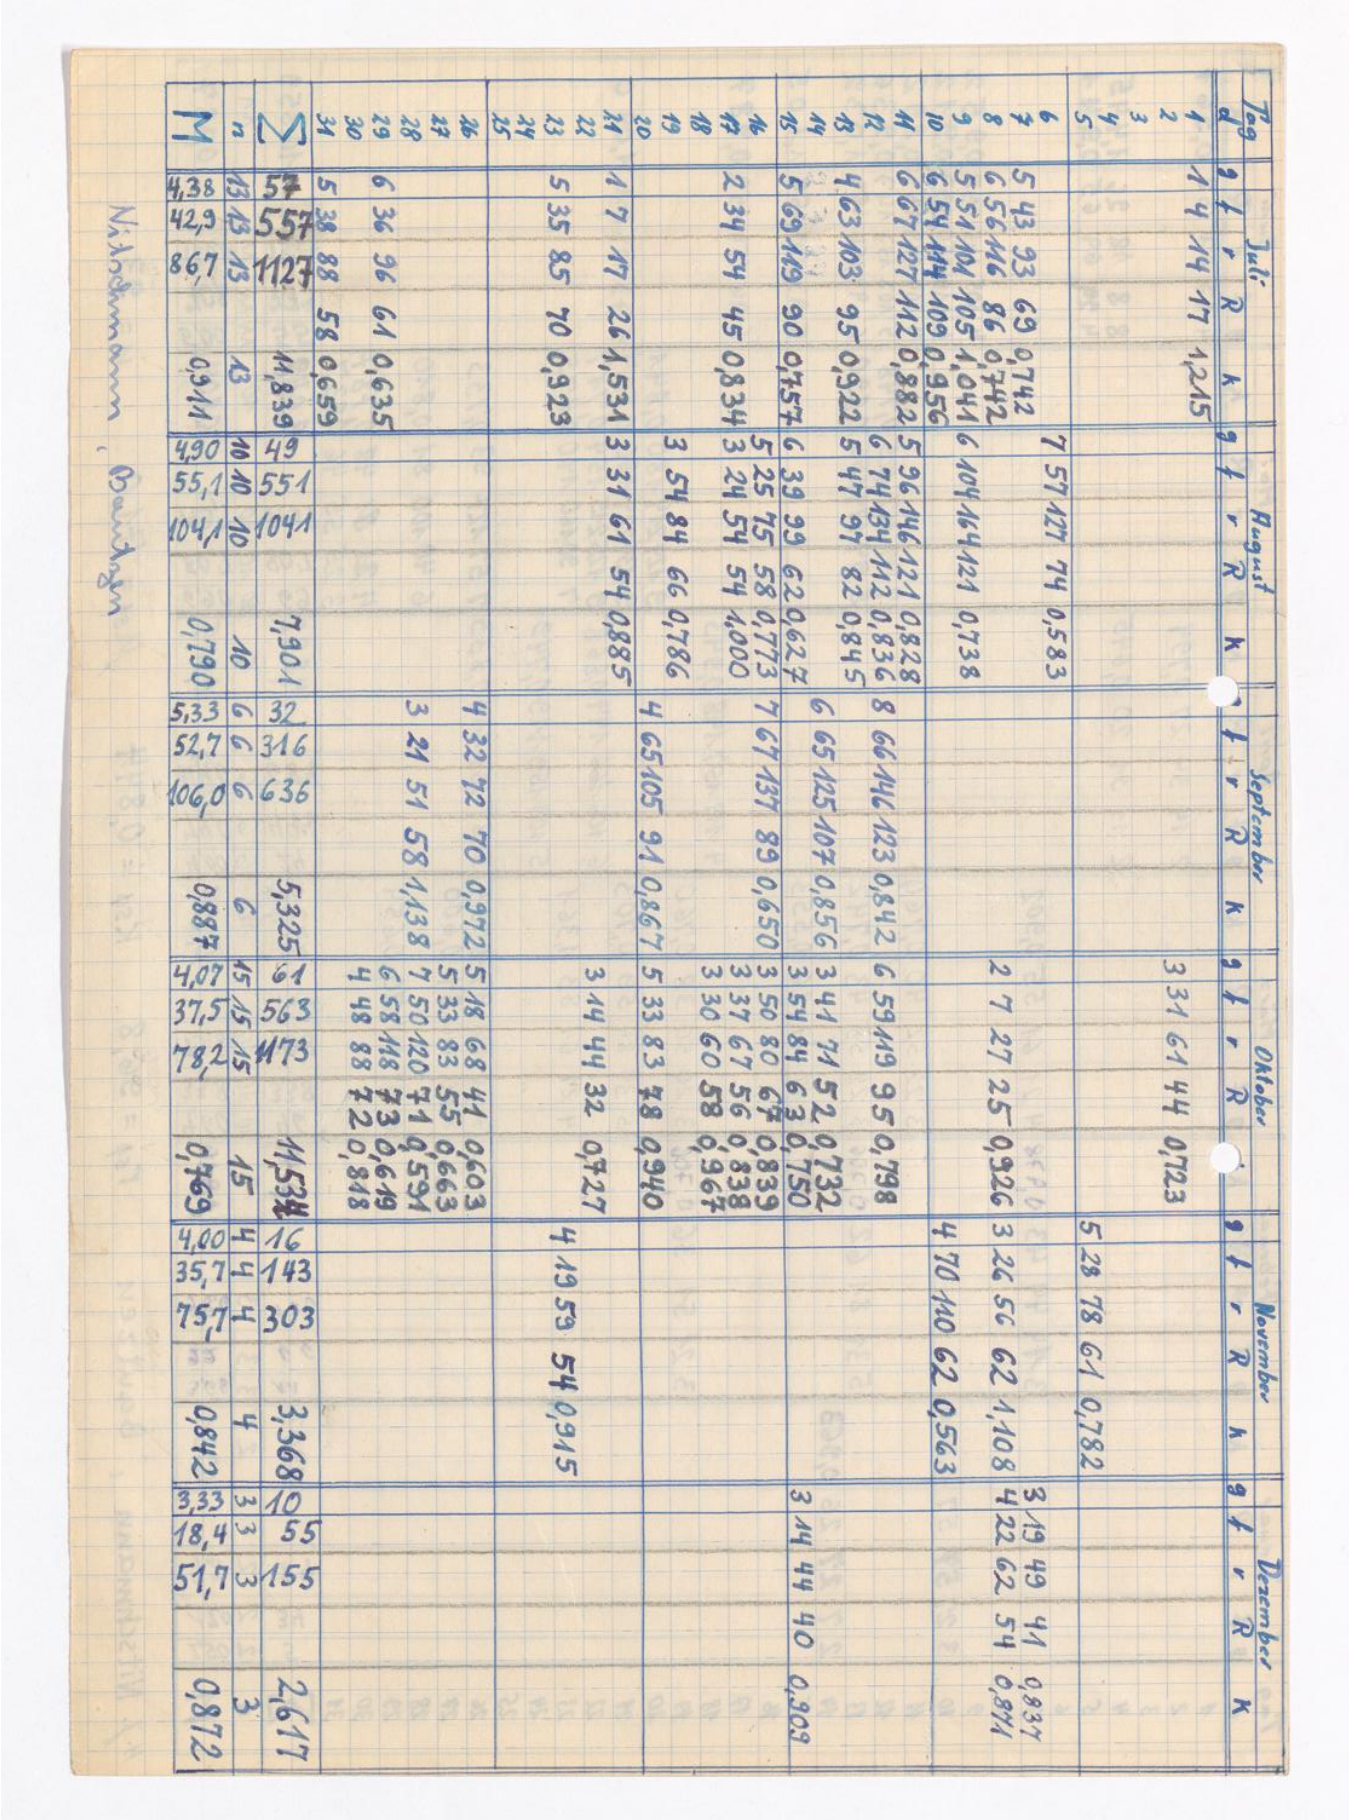 Tag Juli August September Oktober November Dezember
d g f r R k g f r R k g f r R k g f r R k g f r R k g f r R k
1 1 4 14 17 1,215
2 3 31 61 44 0,723
3
4
5 5 28 78 61 0,782
6 7 57 127 74 0,583
7 5 43 93 69 0,742 3 19 49 41 0,837
8 6 56 116 86 0,742 2 7 27 25 0,926 3 26 56 62 1,108 4 22 62 54 0,871
9 5 51 101 105 1,041 6 104 164 121 0,738
10 6 54 114 109 0,956 4 70 110 62 0,563
11 6 67 127 112 0,882 5 96 146 121 0,828
12 6 74 134 112 0,836 8 66 146 123 0,842 6 59 119 95 0,798
13 4 63 103 95 0,922 5 47 97 82 0,845
14 6 65 125 107 0,856 3 41 71 52 0,732
15 5 69 119 90 0,757 6 39 99 62 0,627 3 54 84 63 0,750 3 14 44 40 0,909
16 5 25 75 58 0,773 7 67 137 89 0,650 3 50 80 67 0,839
17 2 34 54 45 0,834 3 24 54 54 1,000 3 37 67 56 0,838
18 3 30 60 58 0,967
19 3 54 84 66 0,786
20 4 65 105 91 0,867 5 33 83 78 0,940
21 1 7 17 26 1,531 3 31 61 54 0,885
22 3 14 44 32 0,727
23 5 35 85 70 0,923 4 19 59 54 0,915
24
25
26 4 32 72 70 0,972 5 18 68 41 0,603
27 5 33 83 55 0,663
28 3 21 51 58 1,138 7 50 120 71 0,591
29 6 36 96 61 0,635 6 58 118 73 0,619
30 4 48 88 72 0,818
31 5 38 88 58 0,659
Σ 57 557 1127 11,839 49 551 1041 7,901 32 316 636 5,325 61 563 1173 11,534 16 143 303 3,368 10 55 155 2,617
n 13 13 13 13 10 10 10 10 6 6 6 6 15 15 15 15 4 4 4 4 3 3 3 3
M 4,38 42,9 86,7 0,911 4,90 55,1 104,1 0,790 5,33 52,7 106,0 0,887 4,07 37,5 78,2 0,769 4,00 35,7 75,7 0,842 3,33 18,4 51,7 0,872
Nitschmann, Bautzen